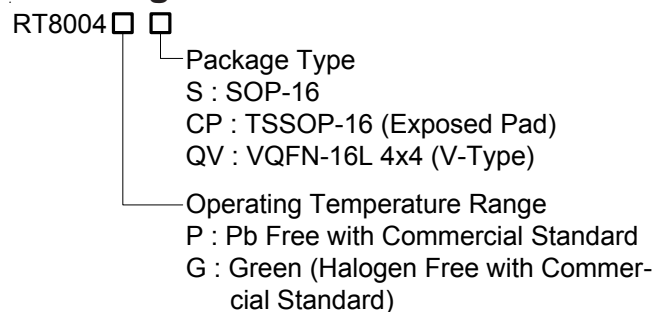 RT8004
Package Type
S : SOP-16
CP : TSSOP-16 (Exposed Pad)
QV : VQFN-16L 4x4 (V-Type)
Operating Temperature Range
P : Pb Free with Commercial Standard
G : Green (Halogen Free with Commer-
cial Standard)